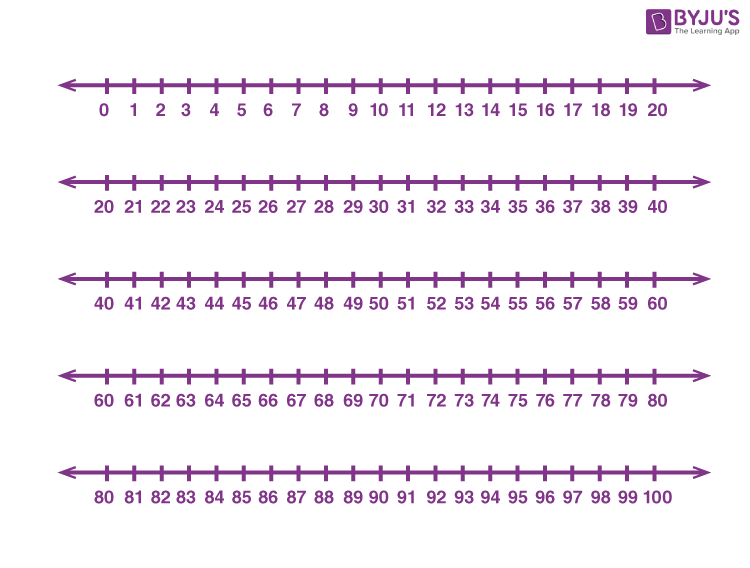 BYJU'S
The Learning App
0 1 2 3 4 5 6 7 8 9 10 11 12 13 14 15 16 17 18 19 20
20 21 22 23 24 25 26 27 28 29 30 31 32 33 34 35 36 37 38 39 40
40 41 42 43 44 45 46 47 48 49 50 51 52 53 54 55 56 57 58 59 60
60 61 62 63 64 65 66 67 68 69 70 71 72 73 74 75 76 77 78 79 80
80 81 82 83 84 85 86 87 88 89 90 91 92 93 94 95 96 97 98 99 100